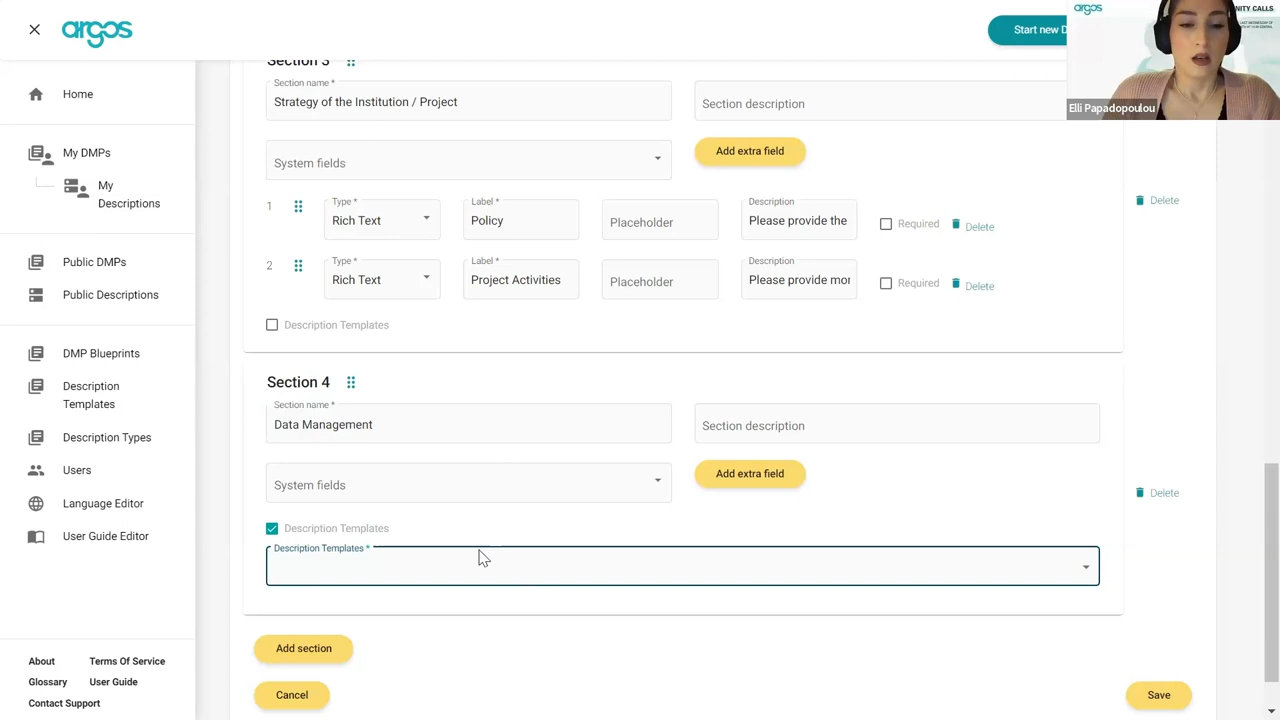 argos
Start new D
argos
NITY CALLS
Elli Papadopoulou
Home
My DMPs
My
Descriptions
Public DMPs
Public Descriptions
DMP Blueprints
Description
Templates
Description Types
Users
Language Editor
User Guide Editor
About
Terms Of Service
Glossary
User Guide
Contact Support
Section 3
Section name *
Strategy of the Institution / Project
Section description
System fields
Add extra field
1
Type *
Rich Text
Label *
Policy
Placeholder
Description
Please provide the
Required
Delete
Delete
2
Type *
Rich Text
Label *
Project Activities
Placeholder
Description
Please provide mor
Required
Delete
Description Templates
Section 4
Section name *
Data Management
Section description
System fields
Add extra field
Delete
Description Templates
Description Templates *
Add section
Cancel
Save